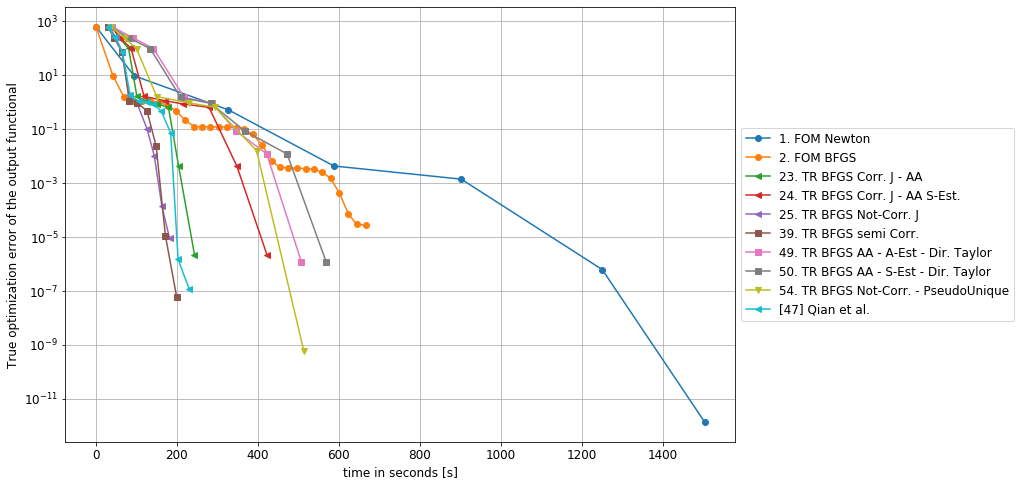 True optimization error of the output functional
10³
10¹
10⁻¹
10⁻³
10⁻⁵
10⁻⁷
10⁻⁹
10⁻¹¹
0 200 400 600 800 1000 1200 1400
time in seconds [s]
1. FOM Newton
2. FOM BFGS
23. TR BFGS Corr. J - AA
24. TR BFGS Corr. J - AA S-Est.
25. TR BFGS Not-Corr. J
39. TR BFGS semi Corr.
49. TR BFGS AA - A-Est - Dir. Taylor
50. TR BFGS AA - S-Est - Dir. Taylor
54. TR BFGS Not-Corr. - PseudoUnique
[47] Qian et al.